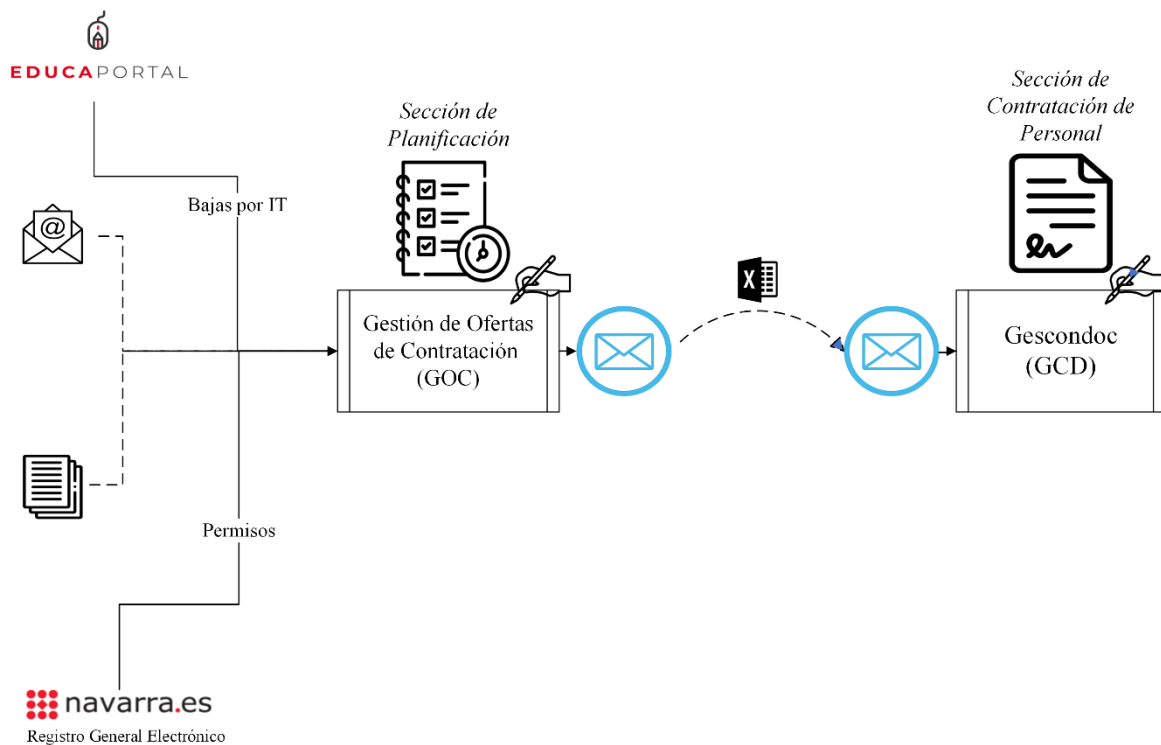 EDUCAPORTAL
Sección de
Planificación
Sección de
Contratación de
Personal
Bajas por IT
@
X
Gestión de Ofertas
de Contratación
(GOC)
Gescondoc
(GCD)
Permisos
navarra.es
Registro General Electrónico